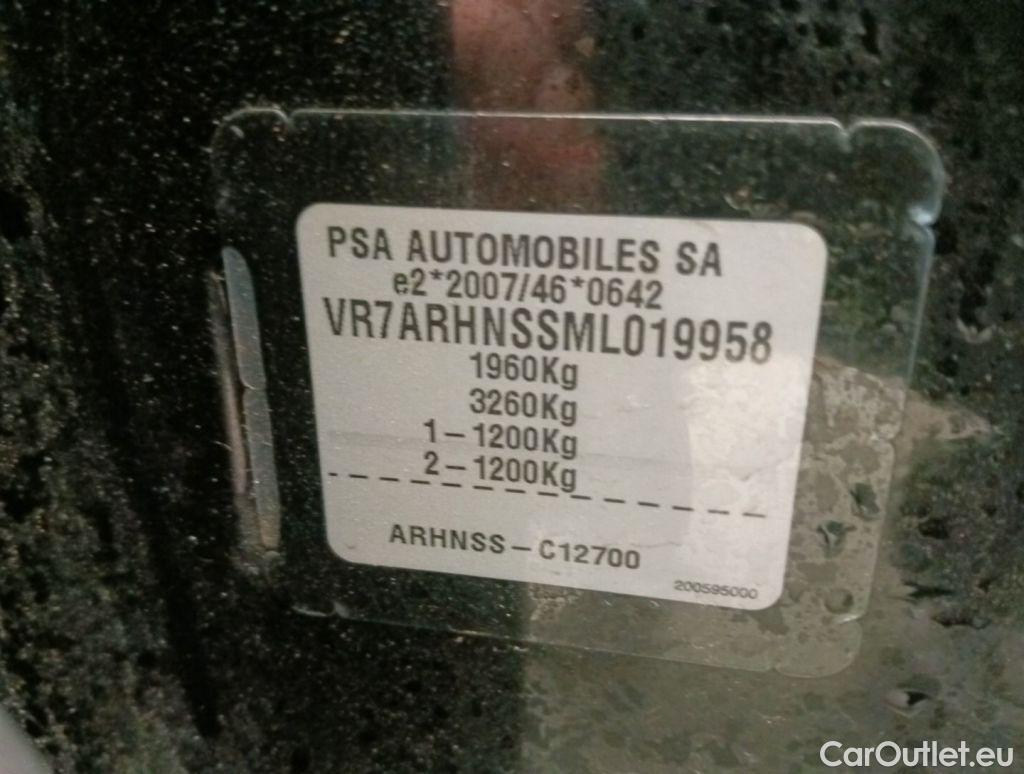 PSA AUTOMOBILES SA
e2*2007/46*0642
VR7ARHNSSML019958
1960Kg
3260Kg
1-1200Kg
2-1200Kg
ARHNSS-C12700
200595000
CarOutlet.eu